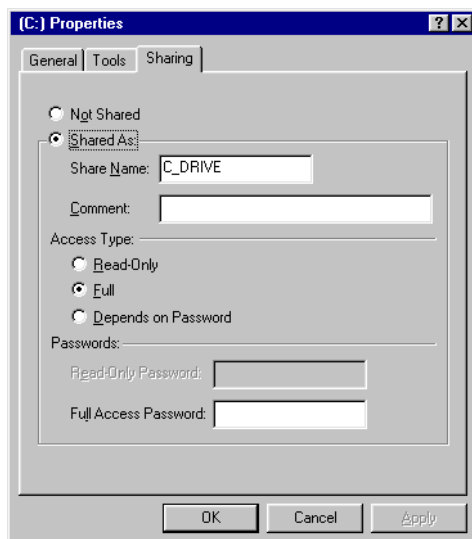 (C:) Properties
General Tools Sharing
Not Shared
Shared As:
Share Name: C_DRIVE
Comment:
Access Type:
Read-Only
Full
Depends on Password
Passwords:
Read-Only Password:
Full Access Password:
OK Cancel Apply